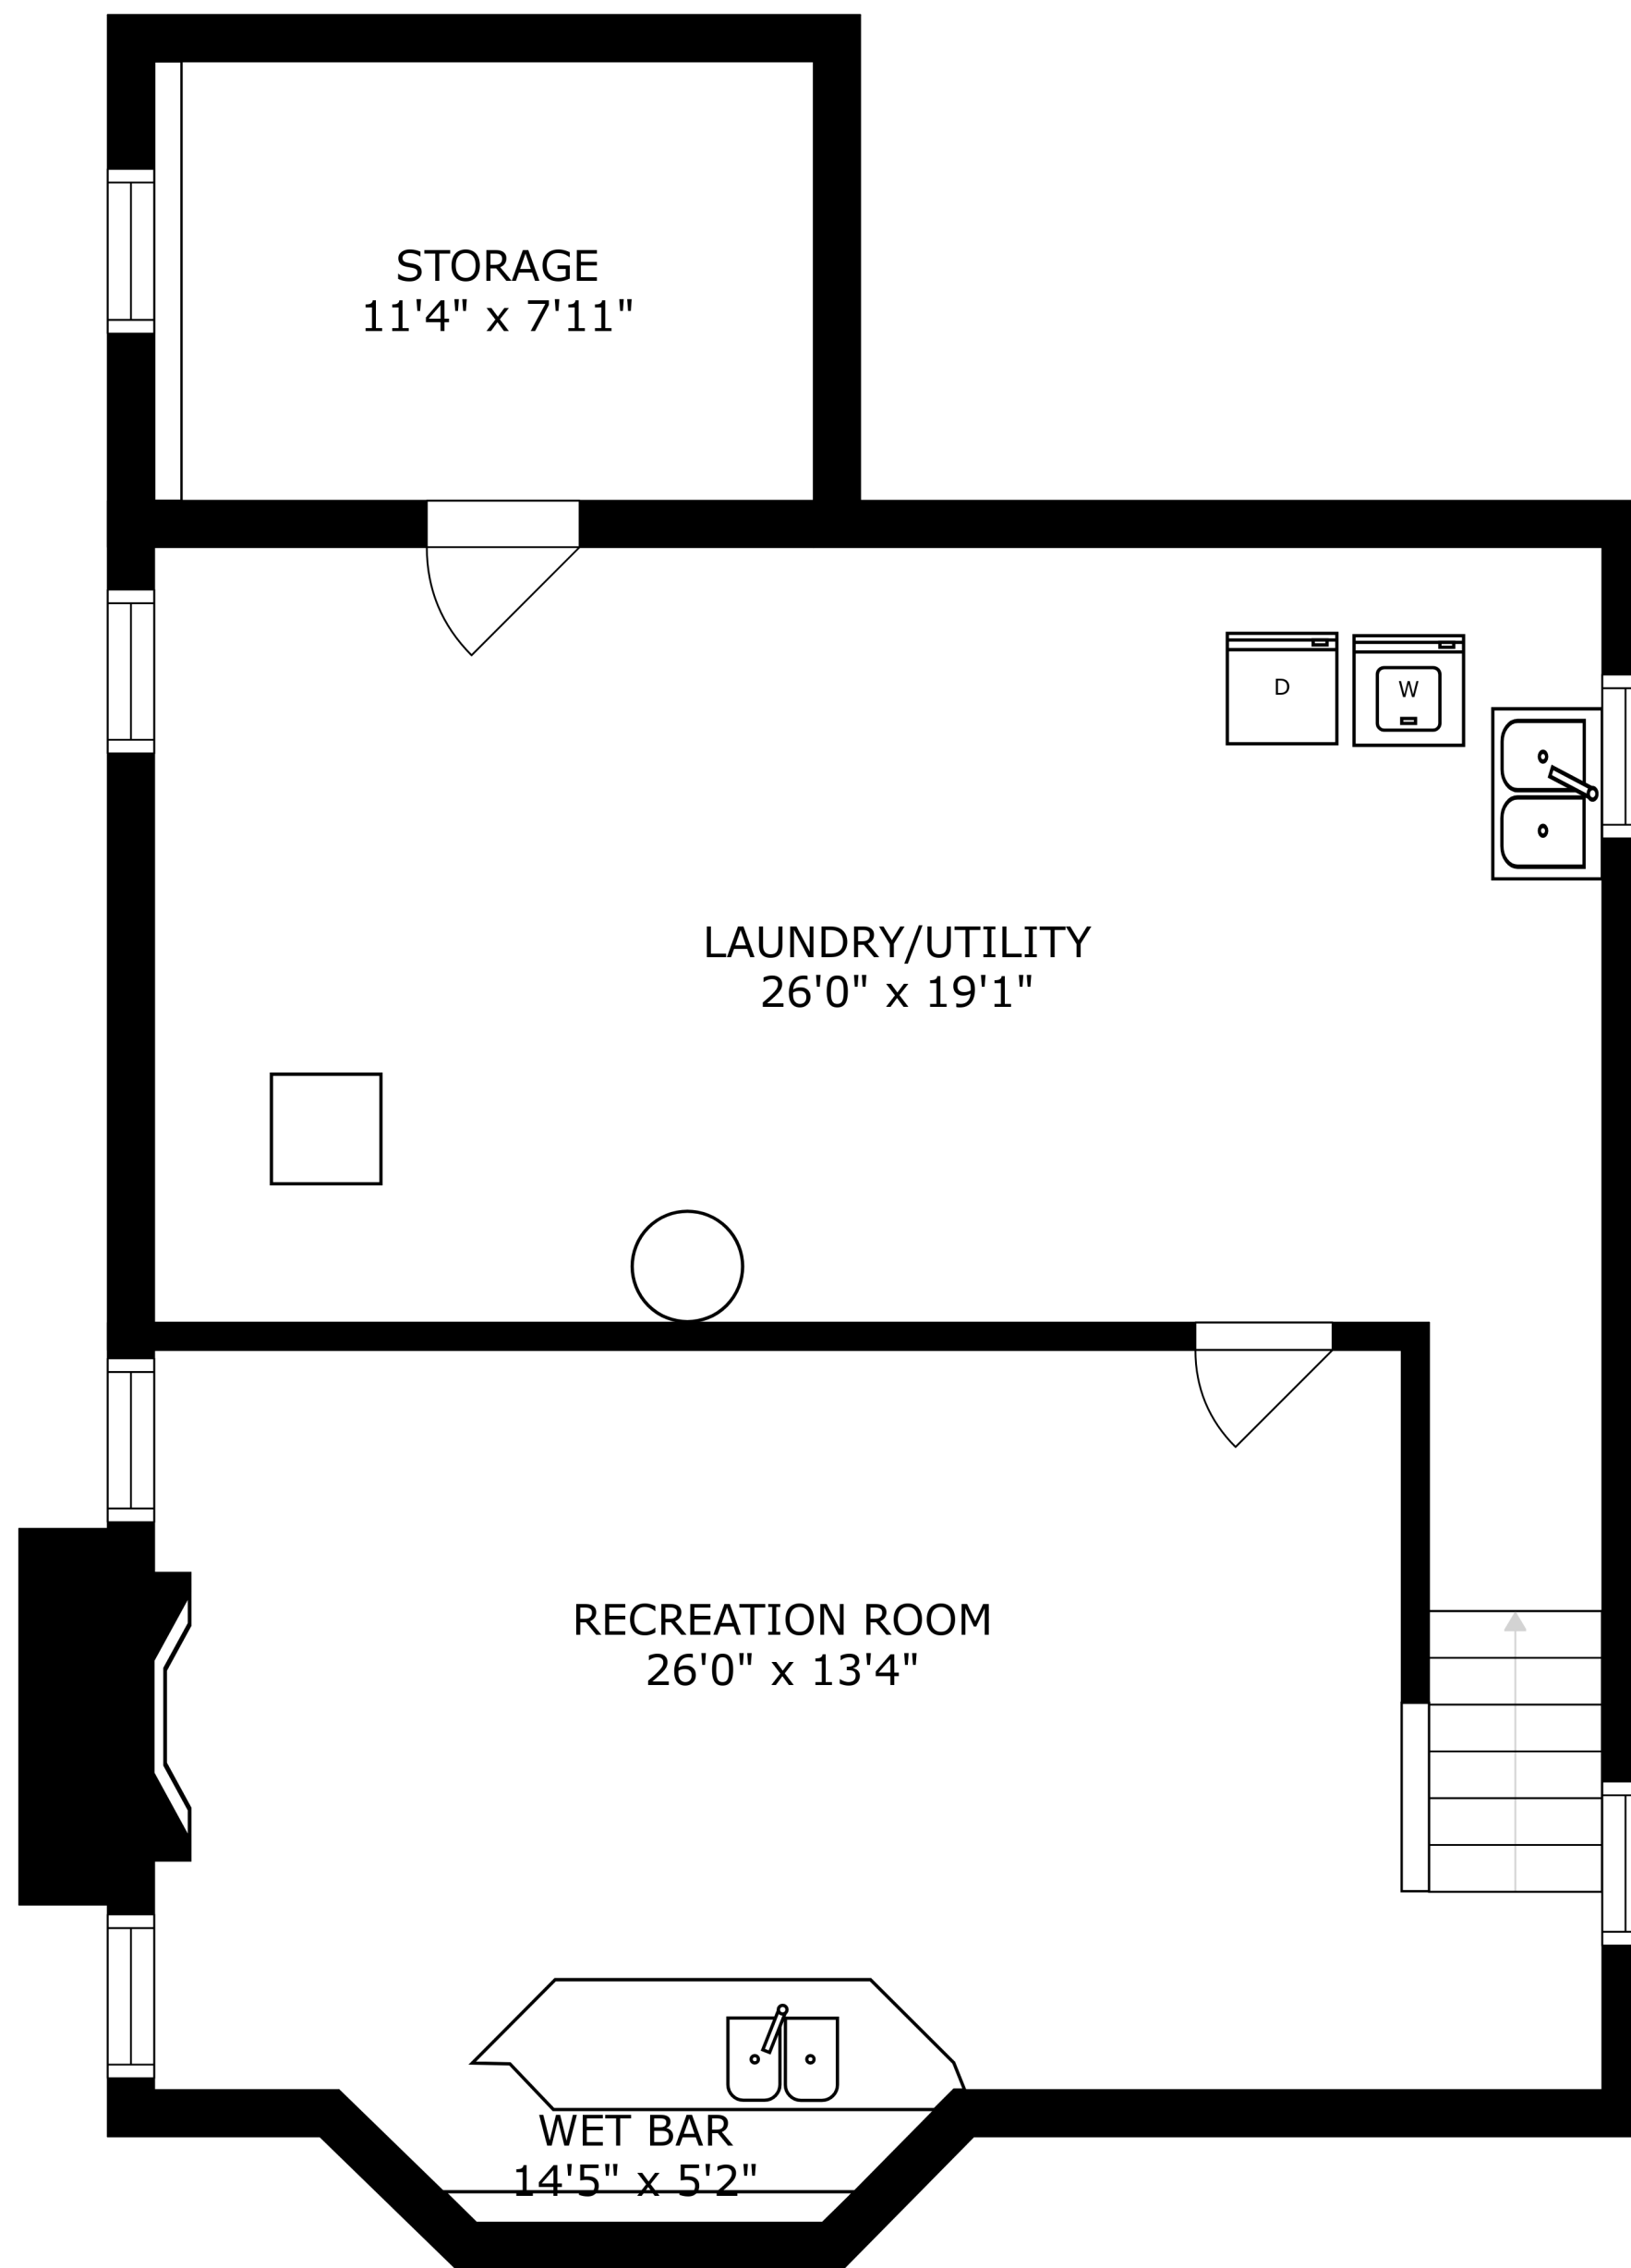 STORAGE
11'4" x 7'11"
D
W
LAUNDRY/UTILITY
26'0" x 19'1"
RECREATION ROOM
26'0" x 13'4"
WET BAR
14'5" x 5'2"